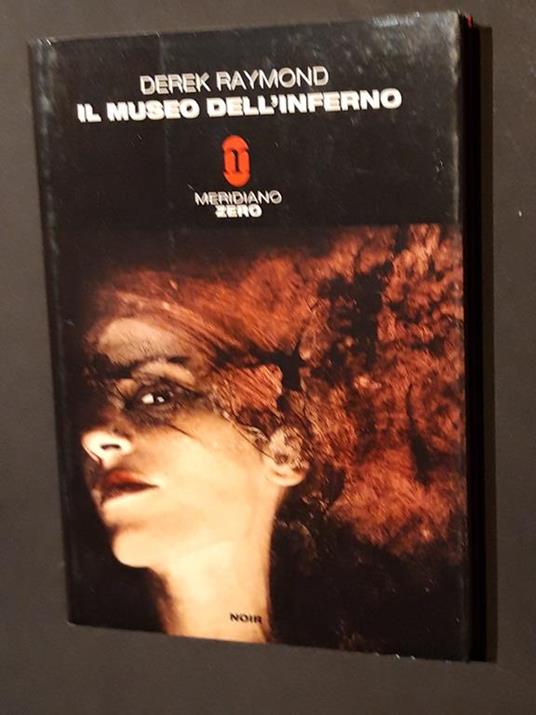 DEREK RAYMOND
IL MUSEO DELL'INFERNO
MERIDIANO
ZERO
NOIR